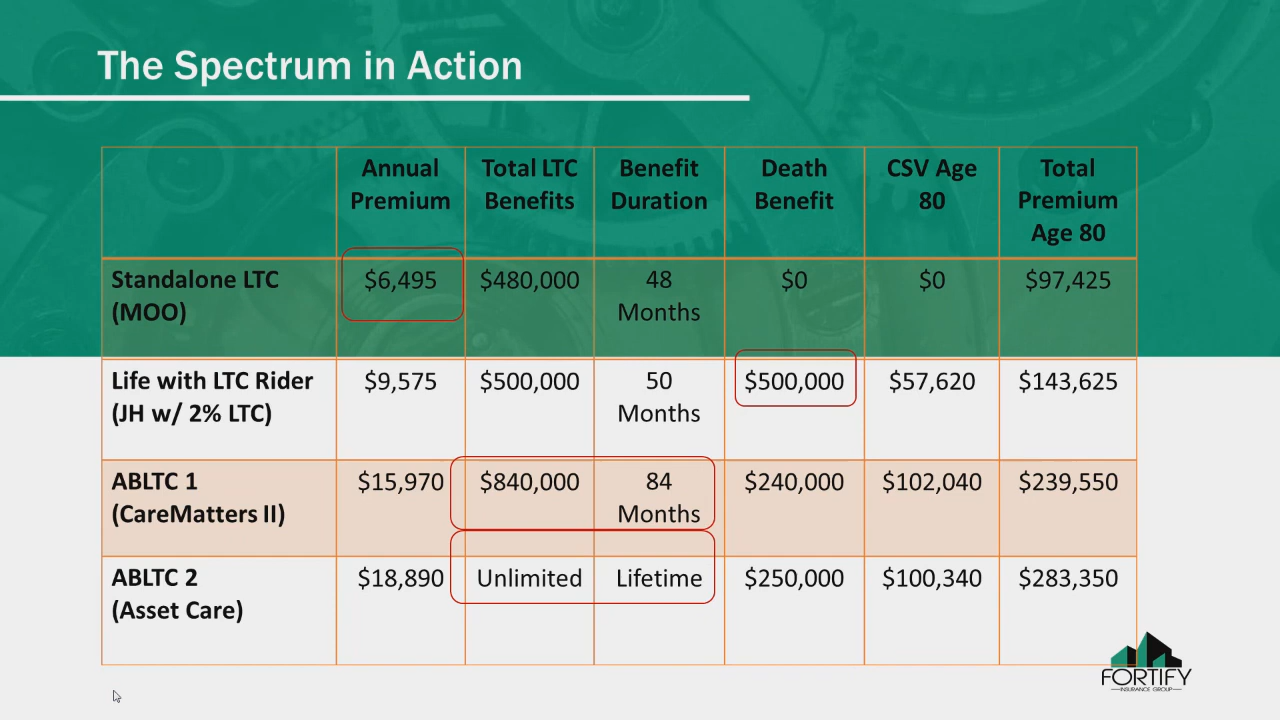 The Spectrum in Action
Annual Premium
Total LTC Benefits
Benefit Duration
Death Benefit
CSV Age 80
Total Premium Age 80
Standalone LTC (MOO)
$6,495
$480,000
48 Months
$0
$0
$97,425
Life with LTC Rider (JH w/ 2% LTC)
$9,575
$500,000
50 Months
$500,000
$57,620
$143,625
ABLTC 1 (CareMatters II)
$15,970
$840,000
84 Months
$240,000
$102,040
$239,550
ABLTC 2 (Asset Care)
$18,890
Unlimited
Lifetime
$250,000
$100,340
$283,350
FORTIFY
INSURANCE GROUP